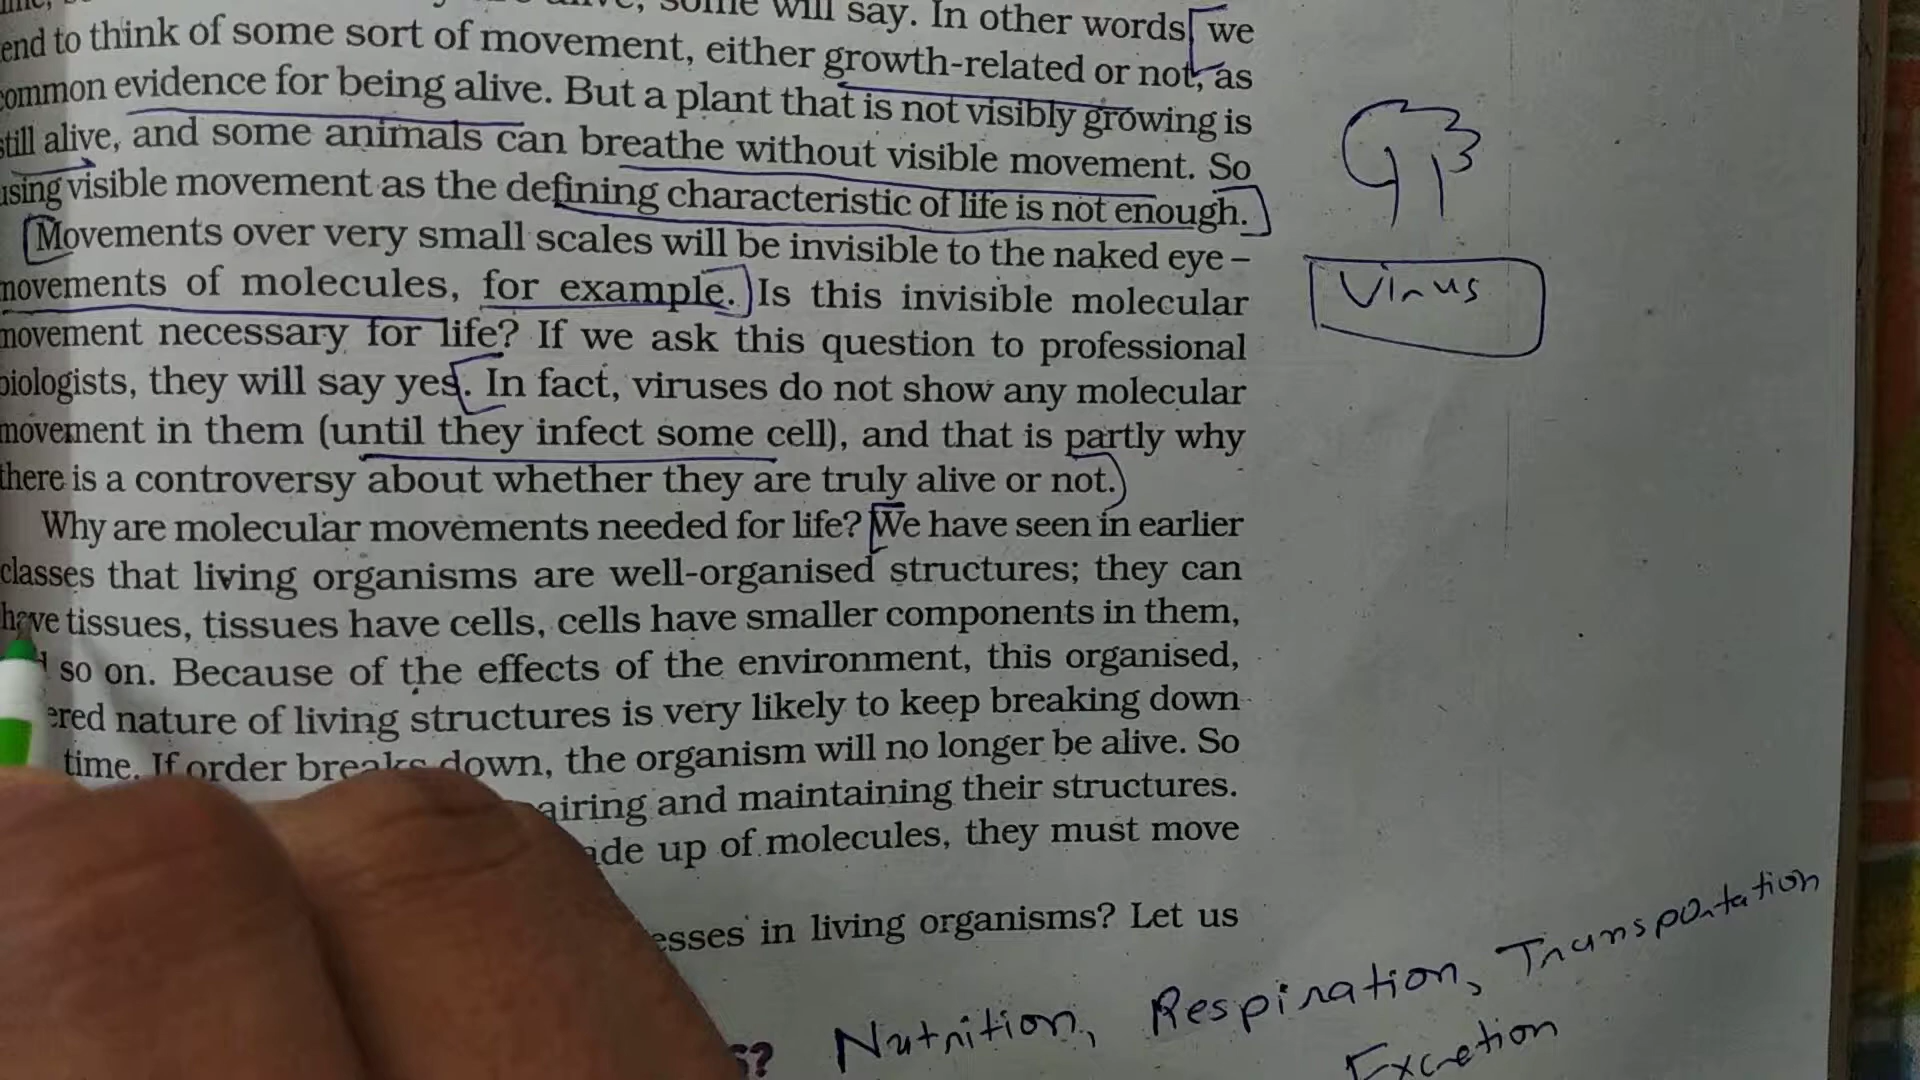 some will say. In other words, we
end to think of some sort of movement, either growth-related or not, as
common evidence for being alive. But a plant that is not visibly growing is
still alive, and some animals can breathe without visible movement. So
using visible movement as the defining characteristic of life is not enough.
Movements over very small scales will be invisible to the naked eye –
movements of molecules, for example. Is this invisible molecular
movement necessary for life? If we ask this question to professional
biologists, they will say yes. In fact, viruses do not show any molecular
movement in them (until they infect some cell), and that is partly why
there is a controversy about whether they are truly alive or not.
Why are molecular movements needed for life? We have seen in earlier
classes that living organisms are well-organised structures; they can
have tissues, tissues have cells, cells have smaller components in them,
so on. Because of the effects of the environment, this organised,
ered nature of living structures is very likely to keep breaking down
time. If order breaks down, the organism will no longer be alive. So
airing and maintaining their structures.
ade up of molecules, they must move
esses in living organisms? Let us
s?
Virus
Nutrition, Respiration, Transportation
Excretion